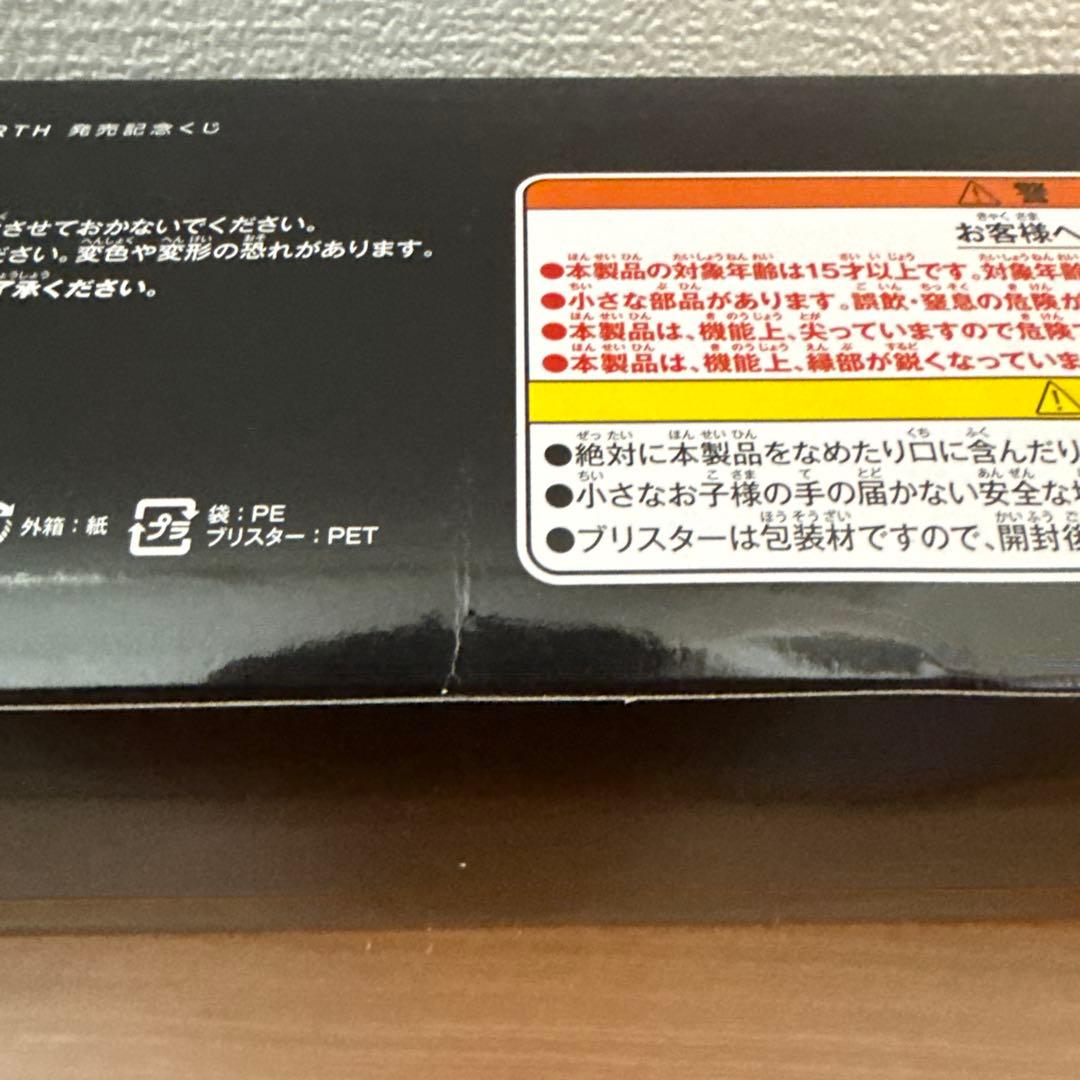 RTH 発売記念くじ
させておかないでください。
ださい。変色や変形の恐れがあります。
了承ください。
外箱:紙
プラ
袋:PE
ブリスター:PET
お客様へ
●本製品の対象年齢は15才以上です。対象年齢
●小さな部品があります。誤飲・窒息の危険が
●本製品は、機能上、尖っていますので危険で
●本製品は、機能上、縁部が鋭くなっていま
●絶対に本製品をなめたり口に含んだり
●小さなお子様の手の届かない安全な場
●ブリスターは包装材ですので、開封後